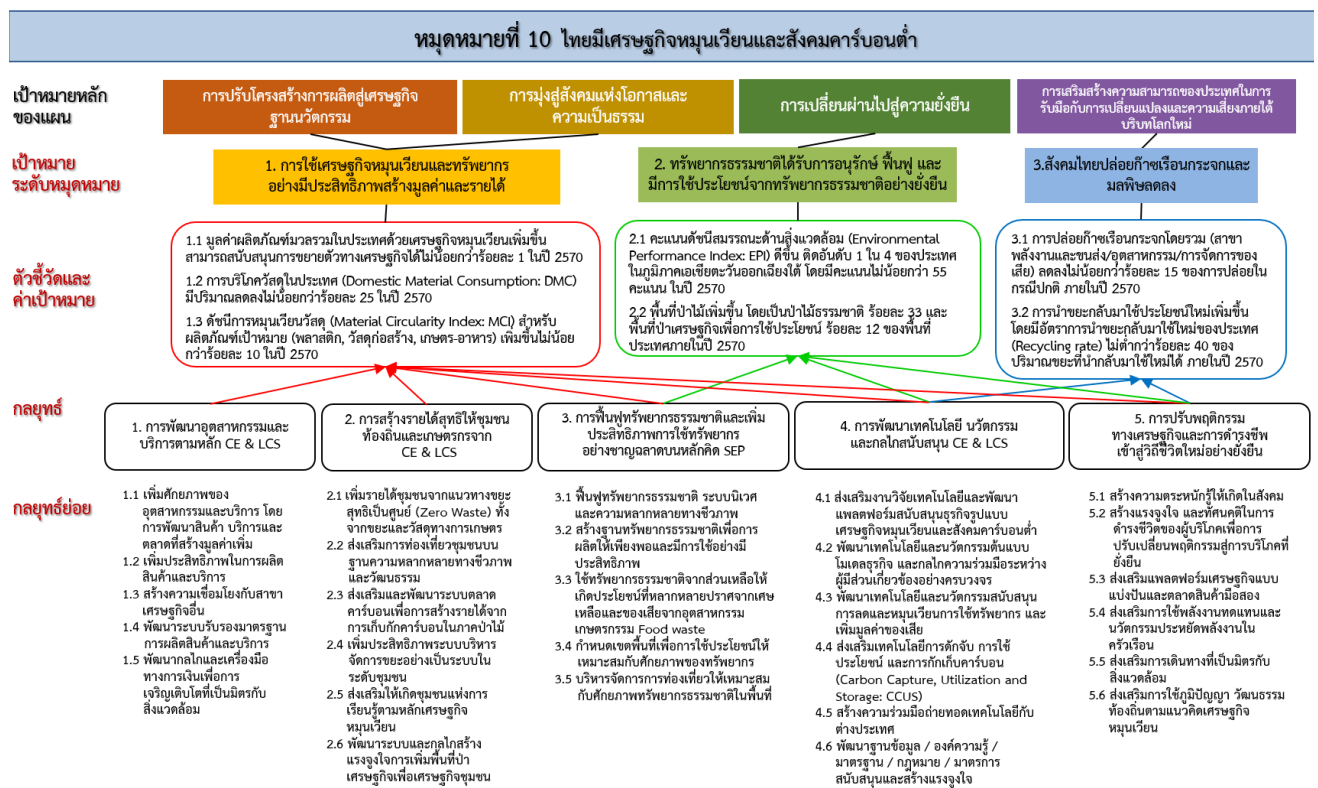 หมุดหมายที่ 10 ไทยมีเศรษฐกิจหมุนเวียนและสังคมคาร์บอนต่ำ
เป้าหมายหลัก
ของแผน
การปรับโครงสร้างการผลิตสู่เศรษฐกิจ
ฐานนวัตกรรม
การมุ่งสู่สังคมแห่งโอกาสและ
ความเป็นธรรม
การเปลี่ยนผ่านไปสู่ความยั่งยืน
การเสริมสร้างความสามารถของประเทศในการ
รับมือกับการเปลี่ยนแปลงและความเสี่ยงภายใต้
บริบทโลกใหม่
เป้าหมาย
ระดับหมุดหมาย
1. การใช้เศรษฐกิจหมุนเวียนและทรัพยากร
อย่างมีประสิทธิภาพสร้างมูลค่าและรายได้
2. ทรัพยากรธรรมชาติได้รับการอนุรักษ์ ฟื้นฟู และ
มีการใช้ประโยชน์จากทรัพยากรธรรมชาติอย่างยั่งยืน
3.สังคมไทยปล่อยก๊าซเรือนกระจกและ
มลพิษลดลง
ตัวชี้วัดและ
ค่าเป้าหมาย
1.1 มูลค่าผลิตภัณฑ์มวลรวมในประเทศด้วยเศรษฐกิจหมุนเวียนเพิ่มขึ้น
สามารถสนับสนุนการขยายตัวทางเศรษฐกิจได้ไม่น้อยกว่าร้อยละ 1 ในปี 2570
1.2 การบริโภควัสดุในประเทศ (Domestic Material Consumption: DMC)
มีปริมาณลดลงไม่น้อยกว่าร้อยละ 25 ในปี 2570
1.3 ดัชนีการหมุนเวียนวัสดุ (Material Circularity Index: MCI) สำหรับ
ผลิตภัณฑ์เป้าหมาย (พลาสติก, วัสดุก่อสร้าง, เกษตร-อาหาร) เพิ่มขึ้นไม่น้อย
กว่าร้อยละ 10 ในปี 2570
2.1 คะแนนดัชนีสมรรถนะด้านสิ่งแวดล้อม (Environmental
Performance Index: EPI) ดีขึ้น ติดอันดับ 1 ใน 4 ของประเทศ
ในภูมิภาคเอเชียตะวันออกเฉียงใต้ โดยมีคะแนนไม่น้อยกว่า 55
คะแนน ในปี 2570
2.2 พื้นที่ป่าไม้เพิ่มขึ้น โดยเป็นป่าไม้ธรรมชาติ ร้อยละ 33 และ
พื้นที่ป่าเศรษฐกิจเพื่อการใช้ประโยชน์ ร้อยละ 12 ของพื้นที่
ประเทศภายในปี 2570
3.1 การปล่อยก๊าซเรือนกระจกโดยรวม (สาขา
พลังงานและขนส่ง/อุตสาหกรรม/การจัดการของ
เสีย) ลดลงไม่น้อยกว่าร้อยละ 15 ของการปล่อยใน
กรณีปกติ ภายในปี 2570
3.2 การนำขยะกลับมาใช้ประโยชน์ใหม่เพิ่มขึ้น
โดยมีอัตราการนำขยะกลับมาใช้ใหม่ของประเทศ
(Recycling rate) ไม่ต่ำกว่าร้อยละ 40 ของ
ปริมาณขยะที่นำกลับมาใช้ใหม่ได้ ภายในปี 2570
กลยุทธ์
1. การพัฒนาอุตสาหกรรมและ
บริการตามหลัก CE & LCS
2. การสร้างรายได้สุทธิให้ชุมชน
ท้องถิ่นและเกษตรกรจาก
CE & LCS
3. การฟื้นฟูทรัพยากรธรรมชาติและเพิ่ม
ประสิทธิภาพการใช้ทรัพยากร
อย่างชาญฉลาดบนหลักคิด SEP
4. การพัฒนาเทคโนโลยี นวัตกรรม
และกลไกสนับสนุน CE & LCS
5. การปรับพฤติกรรม
ทางเศรษฐกิจและการดำรงชีพ
เข้าสู่วิถีชีวิตใหม่อย่างยั่งยืน
กลยุทธ์ย่อย
1.1 เพิ่มศักยภาพของ
อุตสาหกรรมและบริการ โดย
การพัฒนาสินค้า บริการและ
ตลาดที่สร้างมูลค่าเพิ่ม
1.2 เพิ่มประสิทธิภาพในการผลิต
สินค้าและบริการ
1.3 สร้างความเชื่อมโยงกับสาขา
เศรษฐกิจอื่น
1.4 พัฒนาระบบรับรองมาตรฐาน
การผลิตสินค้าและบริการ
1.5 พัฒนากลไกและเครื่องมือ
ทางการเงินเพื่อการ
เจริญเติบโตที่เป็นมิตรกับ
สิ่งแวดล้อม
2.1 เพิ่มรายได้ชุมชนจากแนวทางขยะ
สุทธิเป็นศูนย์ (Zero Waste) ทั้ง
จากขยะและวัสดุทางการเกษตร
2.2 ส่งเสริมการท่องเที่ยวชุมชนบน
ฐานความหลากหลายทางชีวภาพ
และวัฒนธรรม
2.3 ส่งเสริมและพัฒนาระบบตลาด
คาร์บอนเพื่อการสร้างรายได้จาก
การเก็บกักคาร์บอนในภาคป่าไม้
2.4 เพิ่มประสิทธิภาพระบบบริหาร
จัดการขยะอย่างเป็นระบบใน
ระดับชุมชน
2.5 ส่งเสริมให้เกิดชุมชนแห่งการ
เรียนรู้ตามหลักเศรษฐกิจ
หมุนเวียน
2.6 พัฒนาระบบและกลไกสร้าง
แรงจูงใจการเพิ่มพื้นที่ป่า
เศรษฐกิจเพื่อเศรษฐกิจชุมชน
3.1 ฟื้นฟูทรัพยากรธรรมชาติ ระบบนิเวศ
และความหลากหลายทางชีวภาพ
3.2 สร้างฐานทรัพยากรธรรมชาติเพื่อการ
ผลิตให้เพียงพอและมีการใช้อย่างมี
ประสิทธิภาพ
3.3 ใช้ทรัพยากรธรรมชาติจากส่วนเหลือให้
เกิดประโยชน์ที่หลากหลายปราศจากเศษ
เหลือและของเสียจากอุตสาหกรรม
เกษตรกรรม Food waste
3.4 กำหนดเขตพื้นที่เพื่อการใช้ประโยชน์ให้
เหมาะสมกับศักยภาพของทรัพยากร
3.5 บริหารจัดการการท่องเที่ยวให้เหมาะสม
กับศักยภาพทรัพยากรธรรมชาติในพื้นที่
4.1 ส่งเสริมงานวิจัยเทคโนโลยีและพัฒนา
แพลตฟอร์มสนับสนุนธุรกิจรูปแบบ
เศรษฐกิจหมุนเวียนและสังคมคาร์บอนต่ำ
4.2 พัฒนาเทคโนโลยีและนวัตกรรมต้นแบบ
โมเดลธุรกิจ และกลไกความร่วมมือระหว่าง
ผู้มีส่วนเกี่ยวข้องอย่างครบวงจร
4.3 พัฒนาเทคโนโลยีและนวัตกรรมสนับสนุน
การลดและหมุนเวียนการใช้ทรัพยากร และ
เพิ่มมูลค่าของเสีย
4.4 ส่งเสริมเทคโนโลยีการดักจับ การใช้
ประโยชน์ และการกักเก็บคาร์บอน
(Carbon Capture, Utilization and
Storage: CCUS)
4.5 สร้างความร่วมมือถ่ายทอดเทคโนโลยีกับ
ต่างประเทศ
4.6 พัฒนาฐานข้อมูล / องค์ความรู้ /
มาตรฐาน / กฎหมาย / มาตรการ
สนับสนุนและสร้างแรงจูงใจ
5.1 สร้างความตระหนักรู้ให้เกิดในสังคม
5.2 สร้างแรงจูงใจ และทัศนคติในการ
ดำรงชีวิตของผู้บริโภคเพื่อการ
ปรับเปลี่ยนพฤติกรรมสู่การบริโภคที่
ยั่งยืน
5.3 ส่งเสริมแพลตฟอร์มเศรษฐกิจแบบ
แบ่งปันและตลาดสินค้ามือสอง
5.4 ส่งเสริมการใช้พลังงานทดแทนและ
นวัตกรรมประหยัดพลังงานใน
ครัวเรือน
5.5 ส่งเสริมการเดินทางที่เป็นมิตรกับ
สิ่งแวดล้อม
5.6 ส่งเสริมการใช้ภูมิปัญญา วัฒนธรรม
ท้องถิ่นตามแนวคิดเศรษฐกิจ
หมุนเวียน